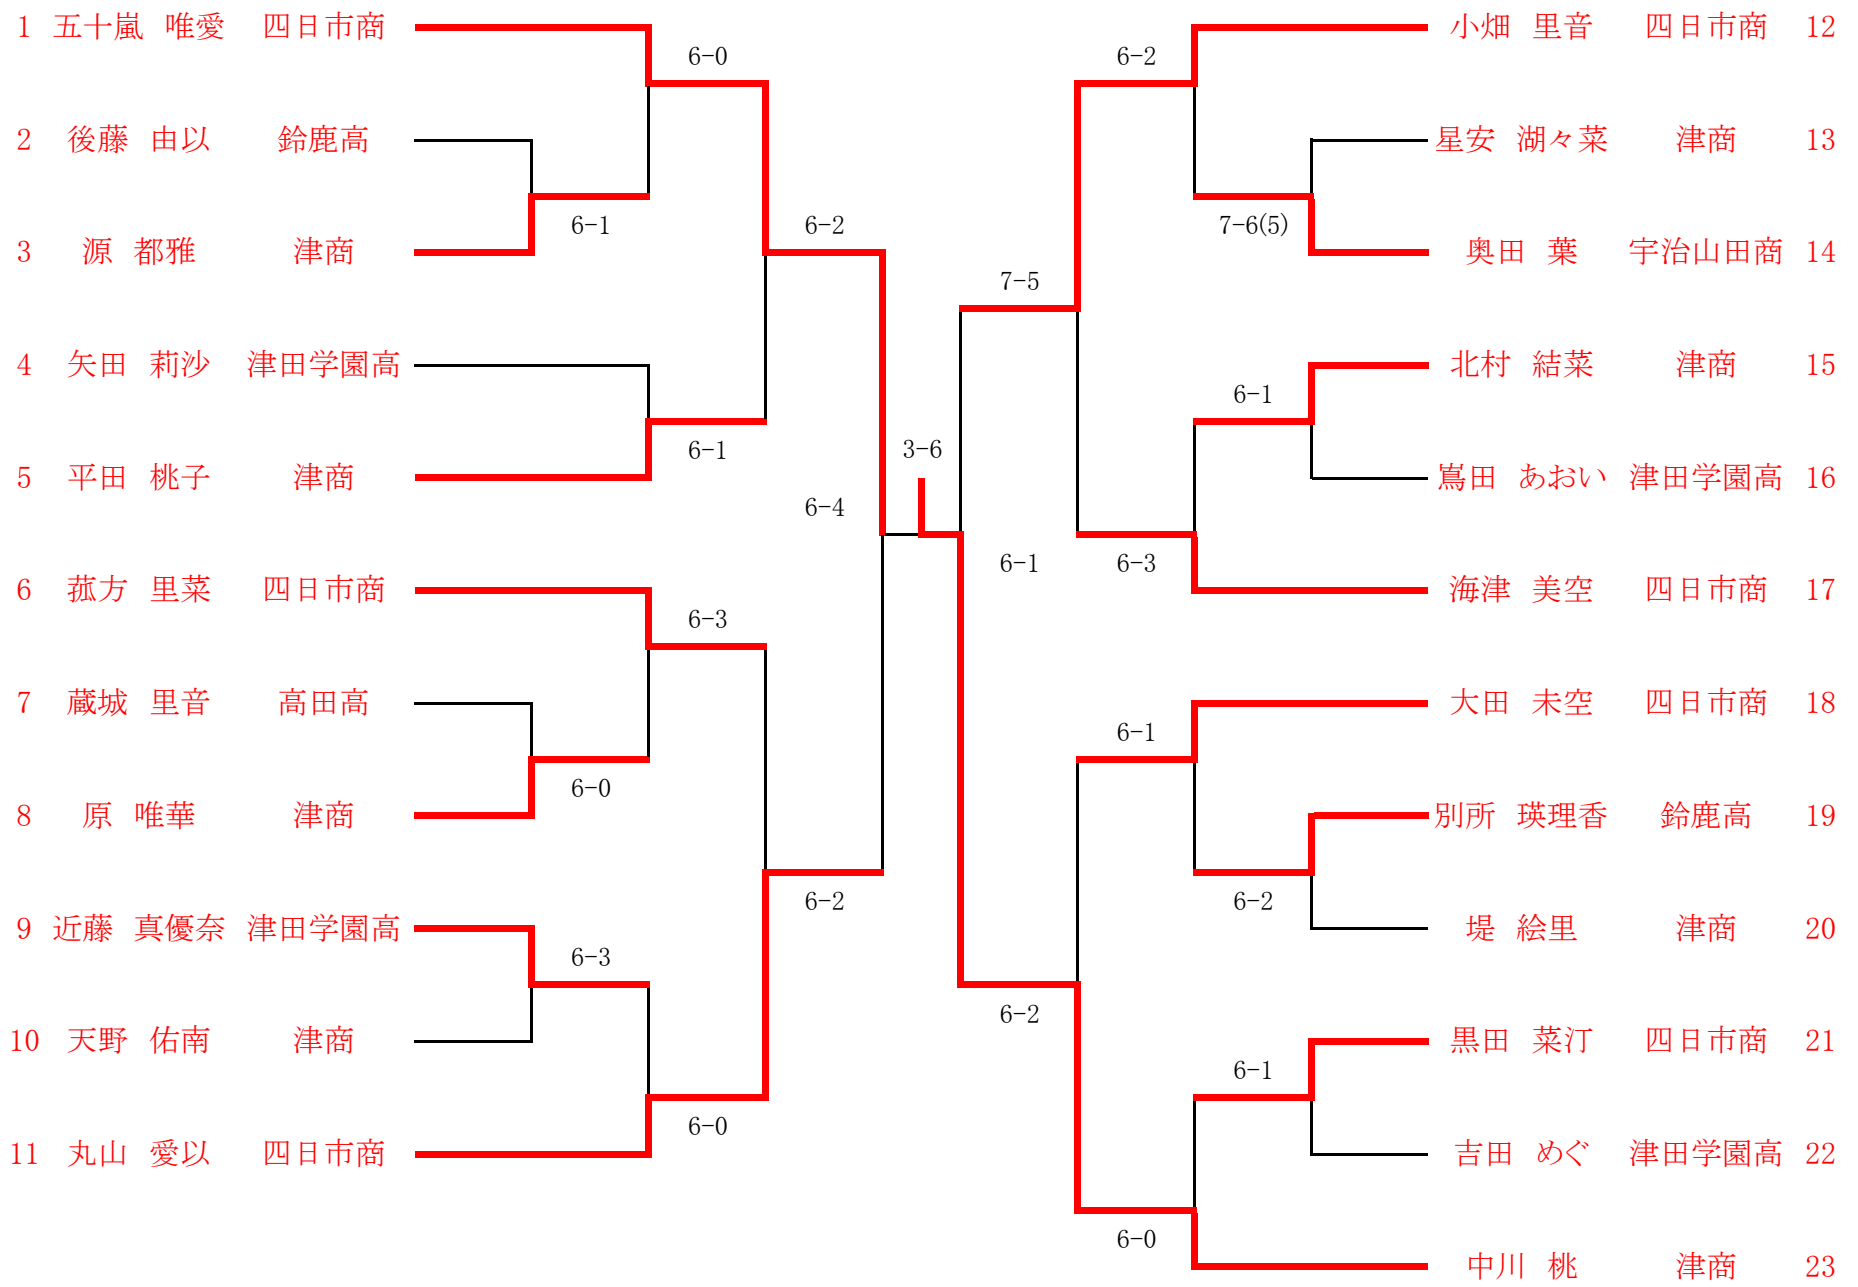 1 五十嵐 唯愛 四日市商
6-0
2 後藤 由以 鈴鹿高
6-1
3 源 都雅 津商
6-2
4 矢田 莉沙 津田学園高
6-1
5 平田 桃子 津商
6-4
6 菰方 里菜 四日市商
6-3
7 蔵城 里音 高田高
6-0
8 原 唯華 津商
6-2
9 近藤 真優奈 津田学園高
6-3
10 天野 佑南 津商
6-0
11 丸山 愛以 四日市商
3-6
小畑 里音 四日市商 12
6-2
星安 湖々菜 津商 13
7-6(5)
奥田 葉 宇治山田商 14
7-5
北村 結菜 津商 15
6-1
嶌田 あおい 津田学園高 16
6-1
6-3
海津 美空 四日市商 17
大田 未空 四日市商 18
6-1
別所 瑛理香 鈴鹿高 19
6-2
堤 絵里 津商 20
6-2
黒田 菜汀 四日市商 21
6-1
吉田 めぐ 津田学園高 22
6-0
中川 桃 津商 23